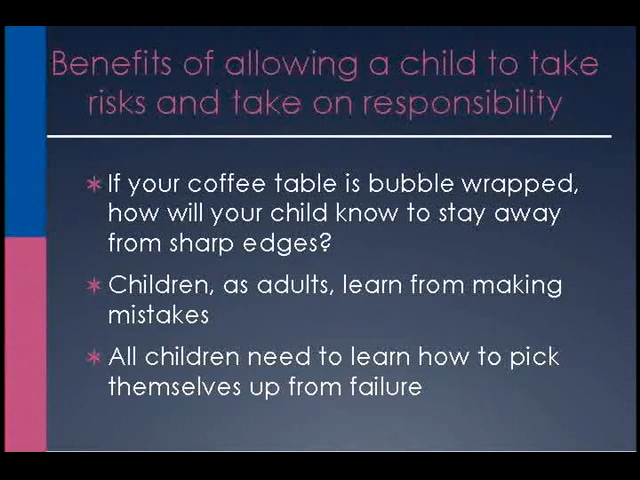 Benefits of allowing a child to take
risks and take on responsibility
If your coffee table is bubble wrapped,
how will your child know to stay away
from sharp edges?
Children, as adults, learn from making
mistakes
All children need to learn how to pick
themselves up from failure